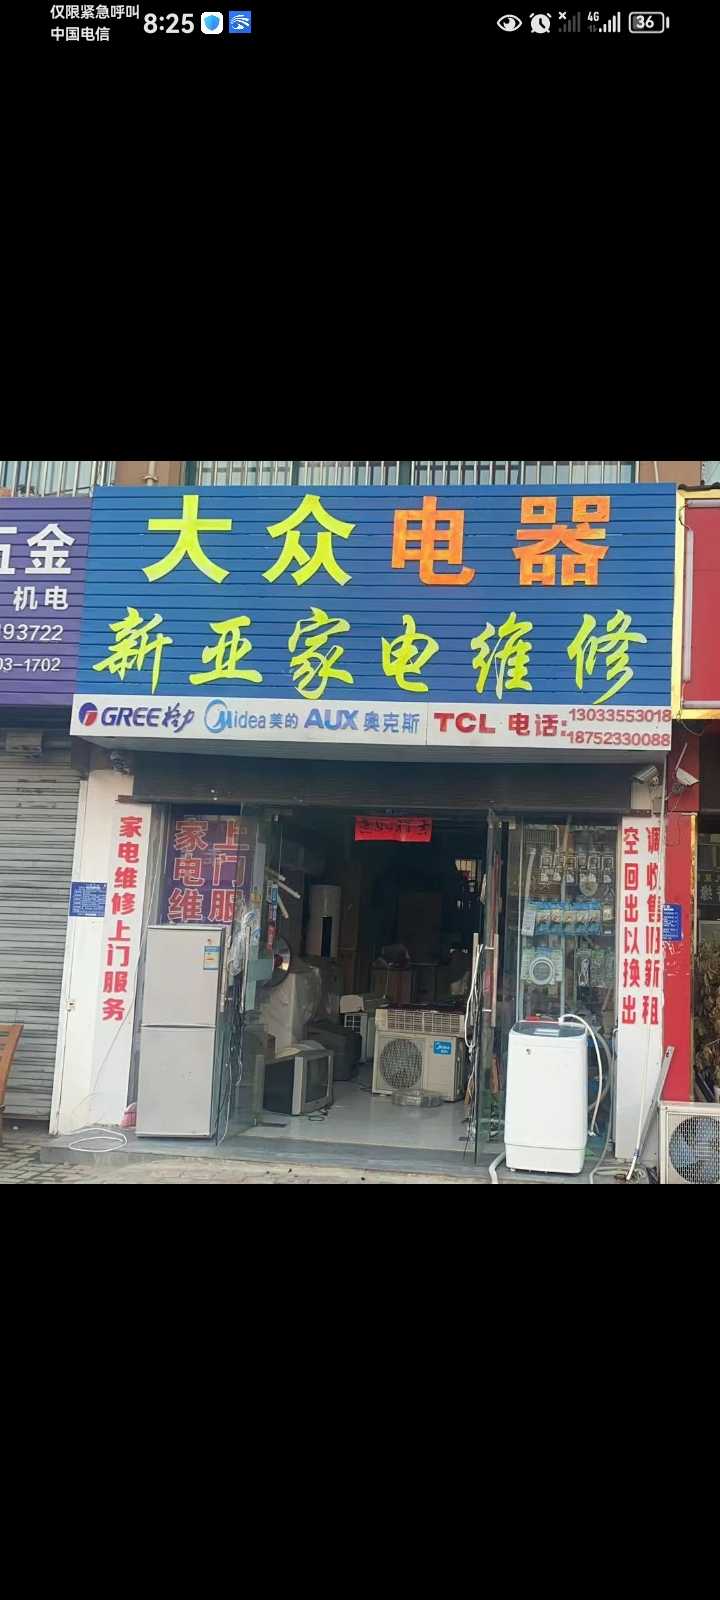 仅限紧急呼叫
中国电信
8:25
4G
36
五金
机电
93722
03-1702
大众电器
新亚家电维修
GREE格力 Midea美的 AUX奥克斯 TCL 电话:
13033553018
18752330088
家电维修上门服务
上门服
家电维
空调回收出售以旧换新出租
Midea